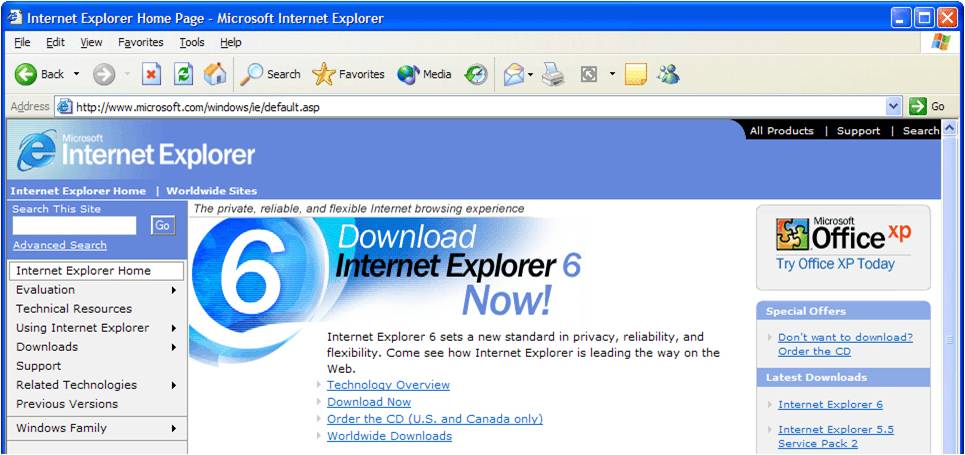 Internet Explorer Home Page - Microsoft Internet Explorer
File Edit View Favorites Tools Help
Back Search Favorites Media
Address http://www.microsoft.com/windows/ie/default.asp Go
All Products | Support | Search
Microsoft
Internet Explorer
Internet Explorer Home | Worldwide Sites
Search This Site
Go
Advanced Search
Internet Explorer Home
Evaluation
Technical Resources
Using Internet Explorer
Downloads
Support
Related Technologies
Previous Versions
Windows Family
The private, reliable, and flexible Internet browsing experience
6
Download
Internet Explorer 6
Now!
Internet Explorer 6 sets a new standard in privacy, reliability, and
flexibility. Come see how Internet Explorer is leading the way on the
Web.
Technology Overview
Download Now
Order the CD (U.S. and Canada only)
Worldwide Downloads
Microsoft
Office xp
Try Office XP Today
Special Offers
Don't want to download?
Order the CD
Latest Downloads
Internet Explorer 6
Internet Explorer 5.5
Service Pack 2